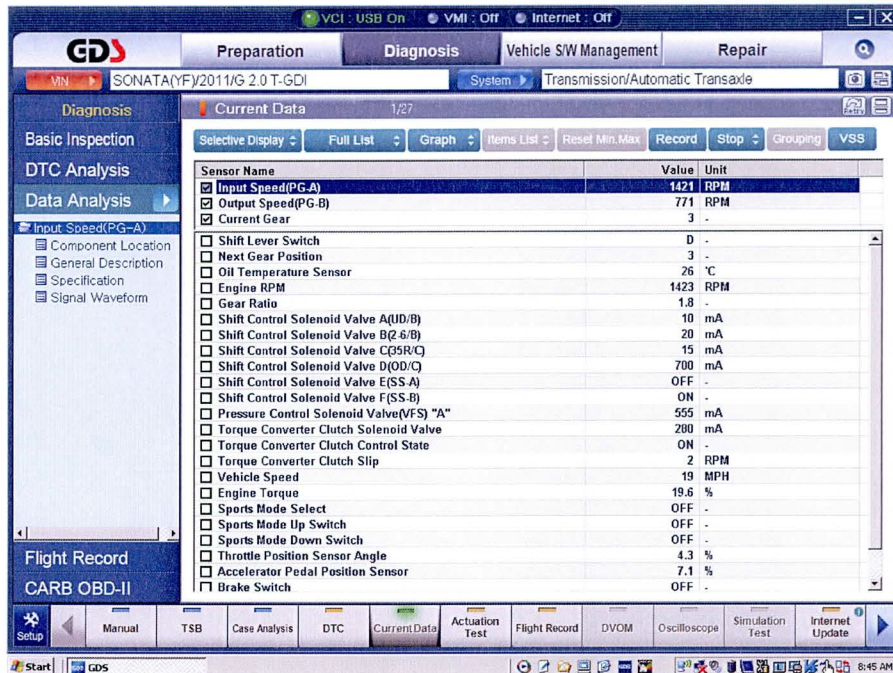 VCI : USB On VMI : Off Internet : Off
GDS Preparation Diagnosis Vehicle S/W Management Repair
VIN SONATA(YF)/2011/G 2.0 T-GDI System Transmission/Automatic Transaxle
Diagnosis
Basic Inspection
DTC Analysis
Data Analysis
Input Speed(PG-A)
Component Location
General Description
Specification
Signal Waveform
Flight Record
CARB OBD-II
Current Data 1/27 Retry
Selective Display Full List Graph Items List Reset Min.Max Record Stop Grouping VSS
Sensor Name Value Unit
Input Speed(PG-A) 1421 RPM
Output Speed(PG-B) 771 RPM
Current Gear 3 -
Shift Lever Switch D -
Next Gear Position 3 -
Oil Temperature Sensor 26 'C
Engine RPM 1423 RPM
Gear Ratio 1.8 -
Shift Control Solenoid Valve A(UD/B) 10 mA
Shift Control Solenoid Valve B(2-6/B) 20 mA
Shift Control Solenoid Valve C(35R/C) 15 mA
Shift Control Solenoid Valve D(OD/C) 700 mA
Shift Control Solenoid Valve E(SS-A) OFF -
Shift Control Solenoid Valve F(SS-B) ON -
Pressure Control Solenoid Valve(VFS) "A" 555 mA
Torque Converter Clutch Solenoid Valve 280 mA
Torque Converter Clutch Control State ON -
Torque Converter Clutch Slip 2 RPM
Vehicle Speed 19 MPH
Engine Torque 19.6 %
Sports Mode Select OFF -
Sports Mode Up Switch OFF -
Sports Mode Down Switch OFF -
Throttle Position Sensor Angle 4.3 %
Accelerator Pedal Position Sensor 7.1 %
Brake Switch OFF -
Setup Manual TSB Case Analysis DTC Current Data Actuation Test Flight Record DVOM Oscilloscope Simulation Test Internet Update
Start GDS GDS 8:45 AM